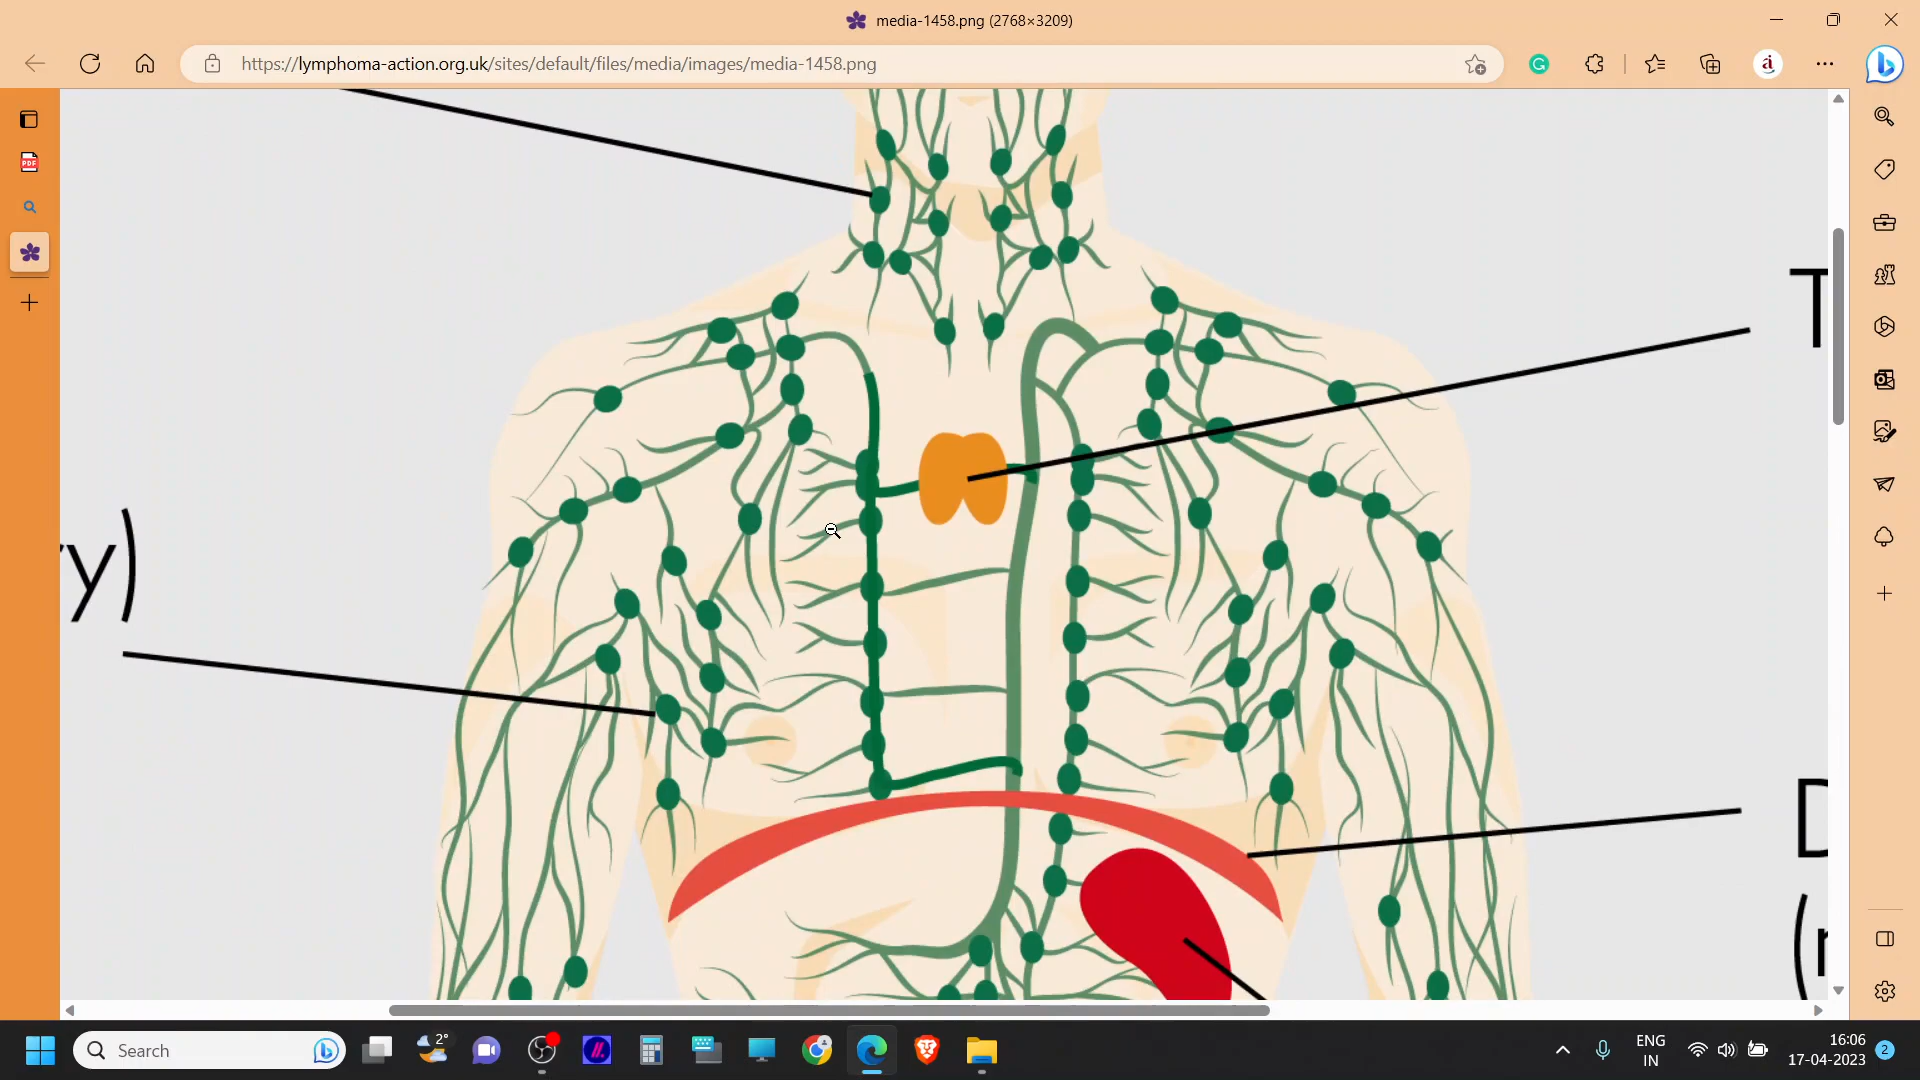 media-1458.png (2768×3209)
https://lymphoma-action.org.uk/sites/default/files/media/images/media-1458.png
PDF
T
y)
D
(r
Search
2°
ENG
IN
16:06
17-04-2023
2